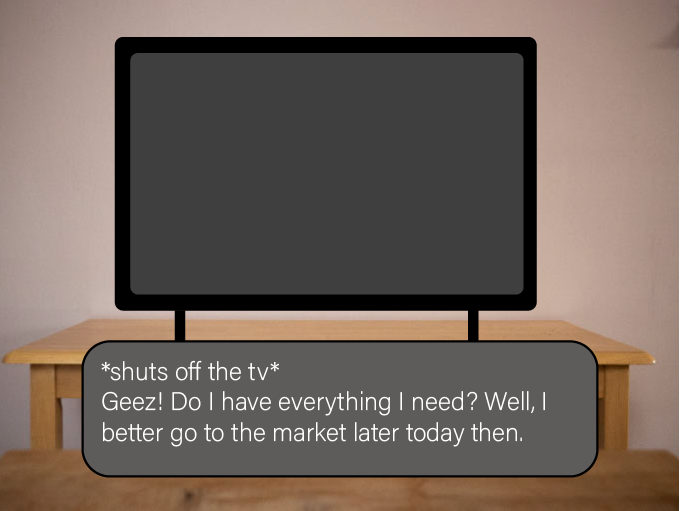 *shuts off the tv*
Geez! Do I have everything I need? Well, I
better go to the market later today then.